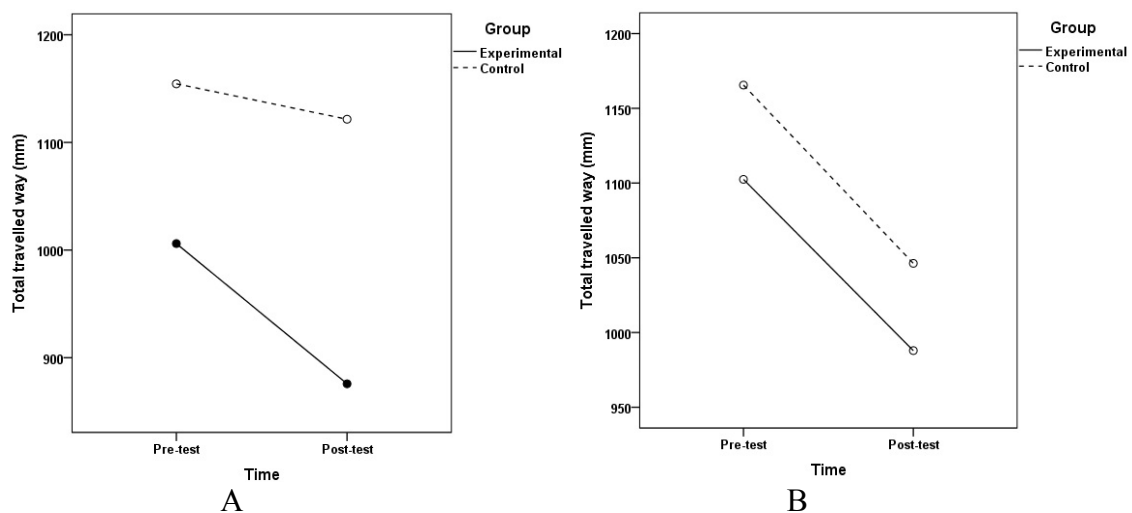 Group
Experimental
Control
1200
1100
1000
900
Total travelled way (mm)
Pre-test
Post-test
Time
A
Group
Experimental
Control
1200
1150
1100
1050
1000
950
Total travelled way (mm)
Pre-test
Post-test
Time
B